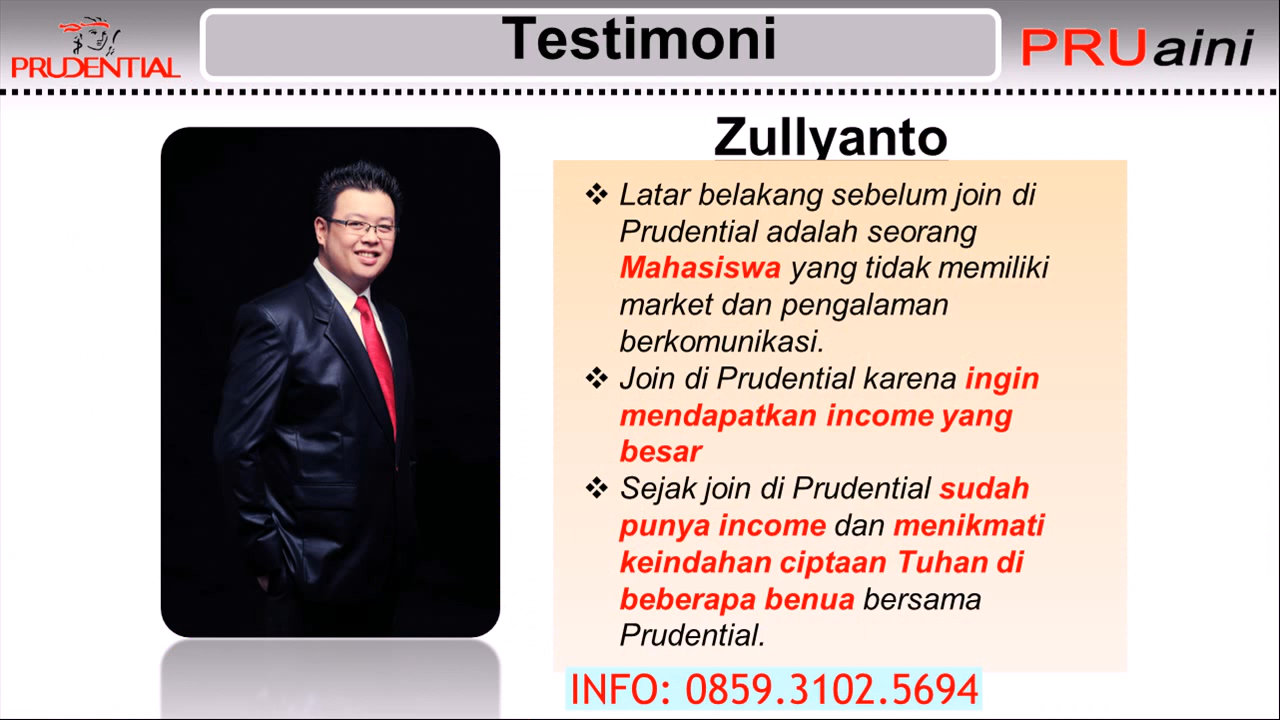 Testimoni
PRUDENTIAL
PRUaini
Zullyanto
❖ Latar belakang sebelum join di
Prudential adalah seorang
Mahasiswa yang tidak memiliki
market dan pengalaman
berkomunikasi.
❖ Join di Prudential karena ingin
mendapatkan income yang
besar
❖ Sejak join di Prudential sudah
punya income dan menikmati
keindahan ciptaan Tuhan di
beberapa benua bersama
Prudential.
INFO: 0859.3102.5694